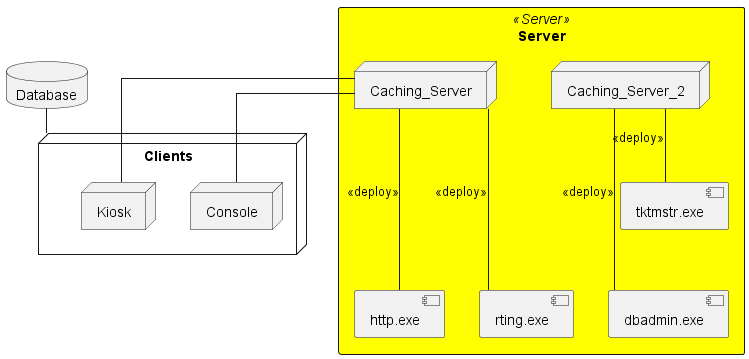 «Server»
Server
Database
Caching_Server
Caching_Server_2
«deploy»
Clients
«deploy»
«deploy»
«deploy»
Kiosk
Console
tktmstr.exe
http.exe
rting.exe
dbadmin.exe